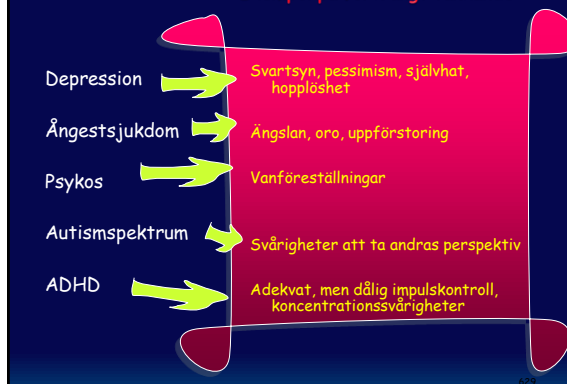 Depression
Svartsyn, pessimism, självhat,
hopplöshet
Ångestsjukdom
Ängslan, oro, uppförstoring
Psykos
Vanföreställningar
Autismspektrum
Svårigheter att ta andras perspektiv
ADHD
Adekvat, men dålig impulskontroll,
koncentrationssvårigheter
629